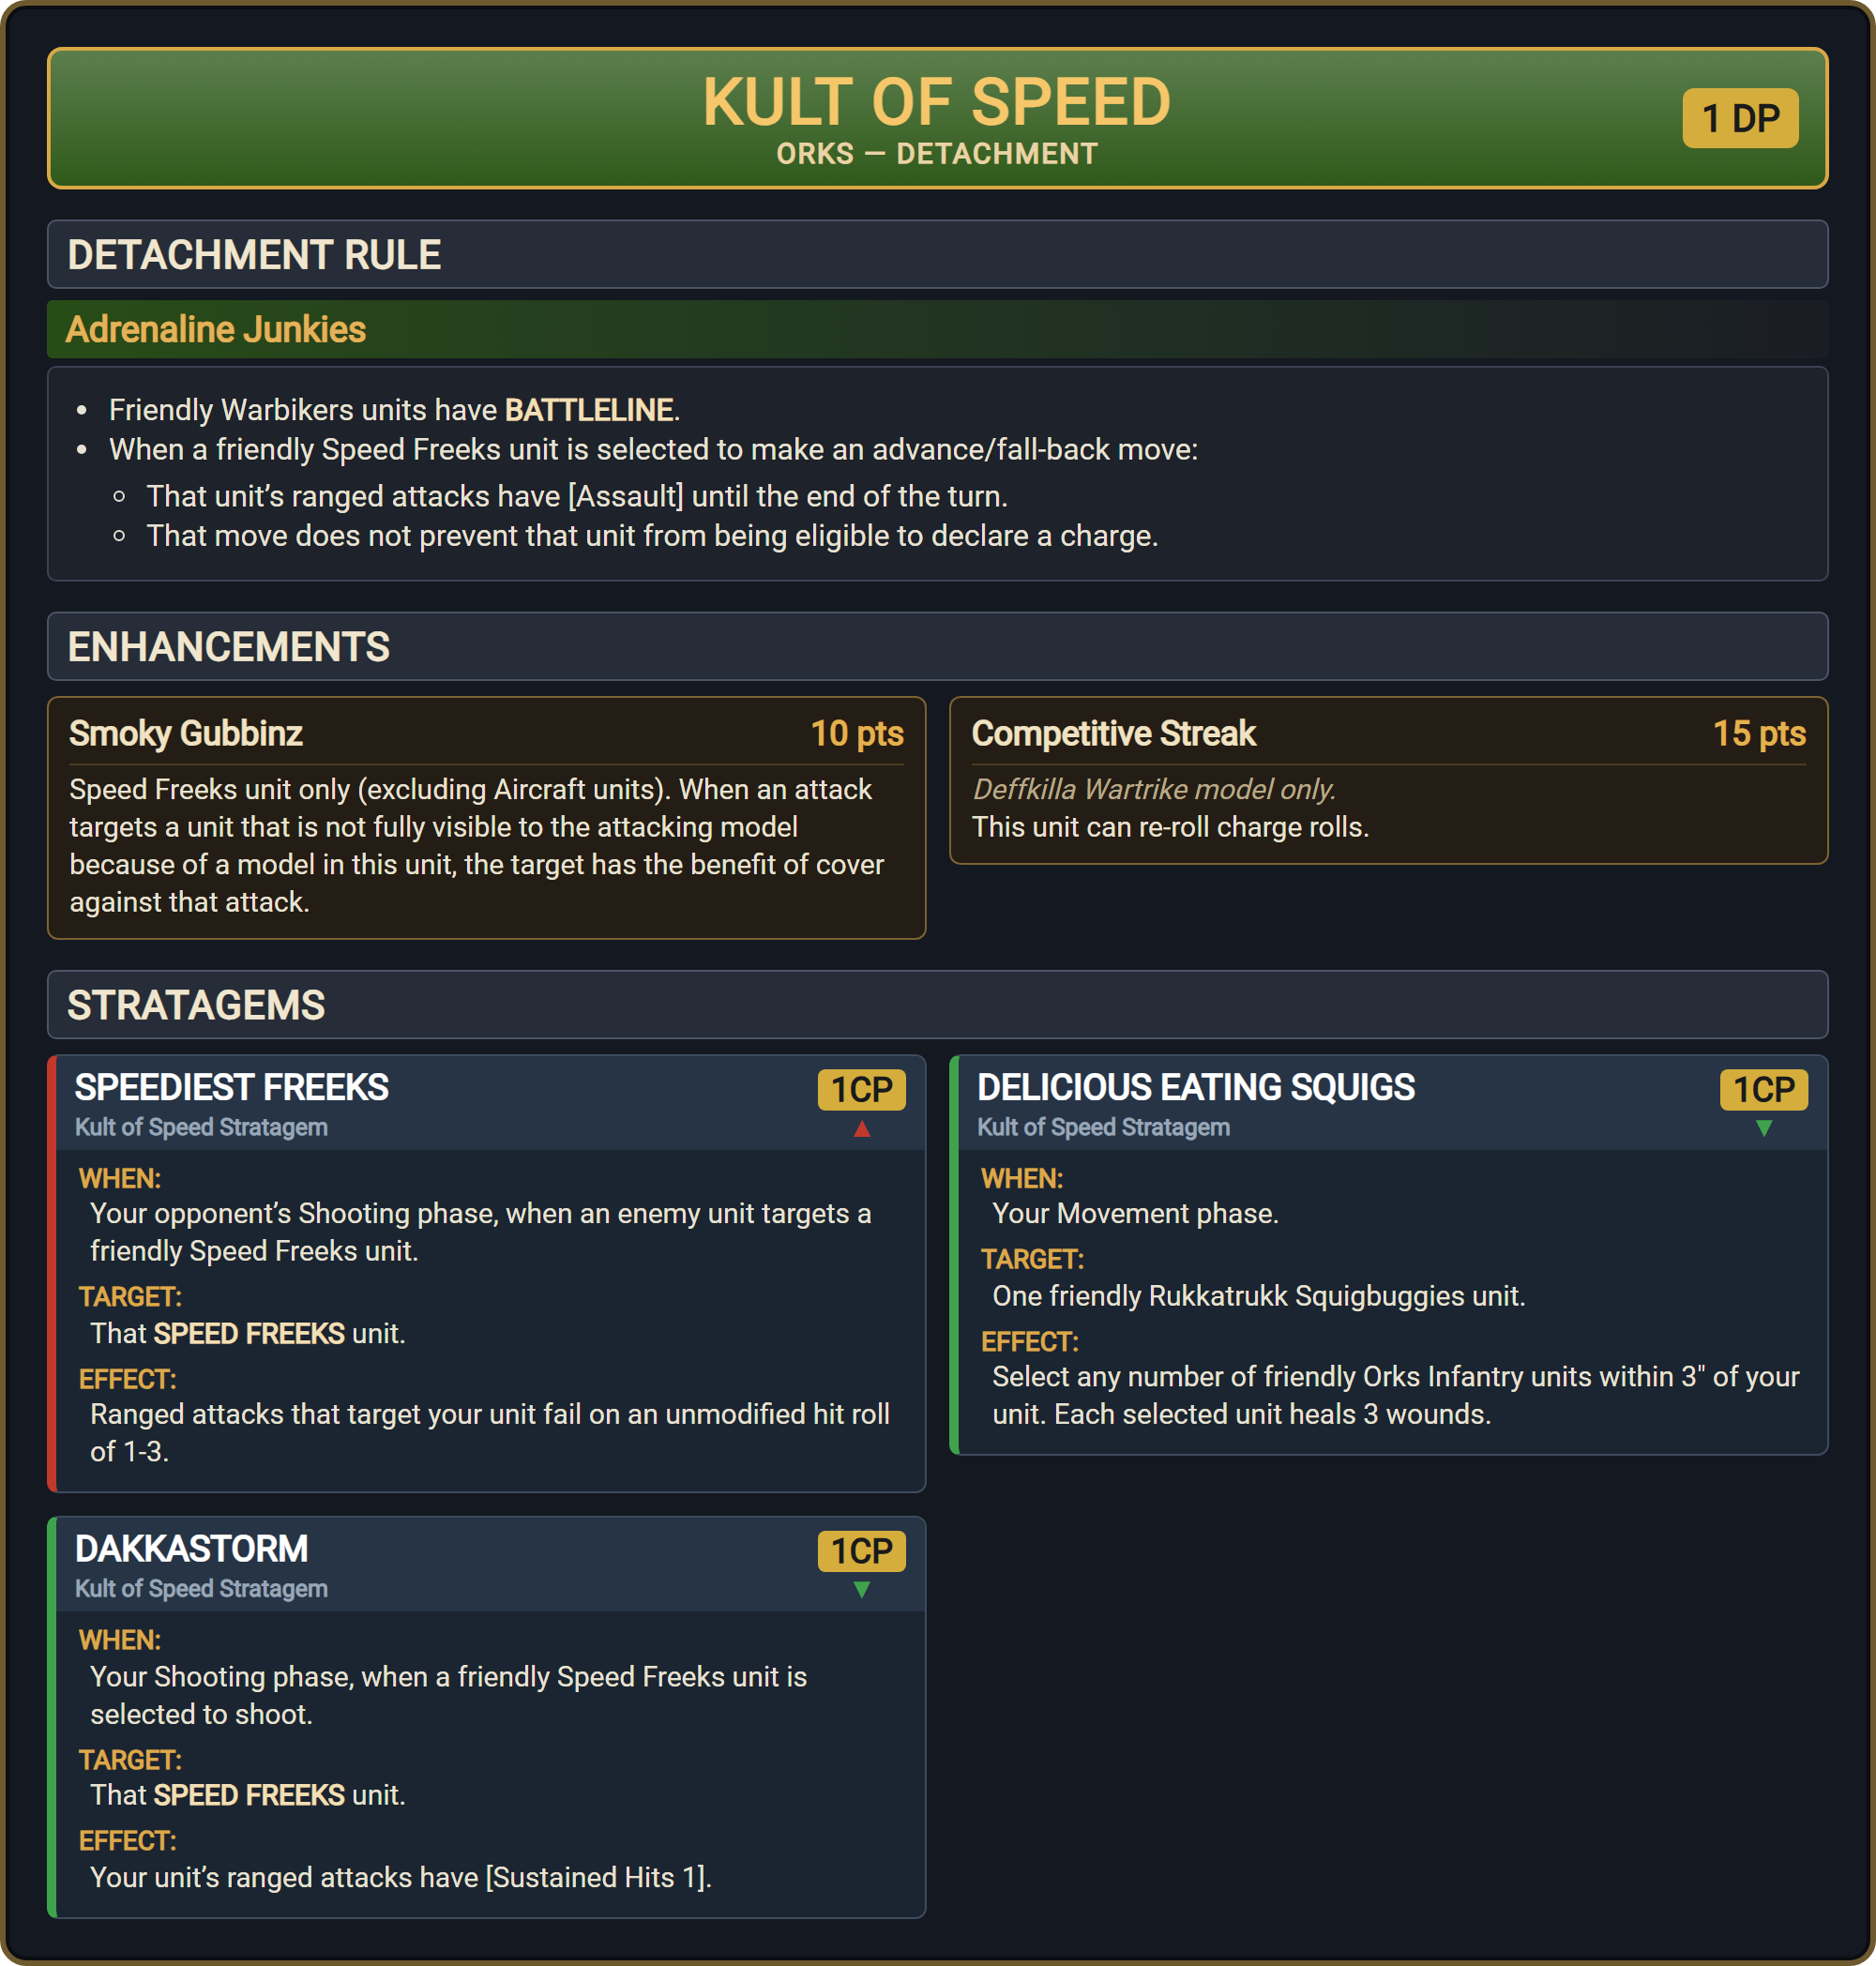 KULT OF SPEED
ORKS — DETACHMENT
1 DP
DETACHMENT RULE
Adrenaline Junkies
• Friendly Warbikers units have BATTLELINE.
• When a friendly Speed Freeks unit is selected to make an advance/fall-back move:
○ That unit’s ranged attacks have [Assault] until the end of the turn.
○ That move does not prevent that unit from being eligible to declare a charge.
ENHANCEMENTS
Smoky Gubbinz 10 pts
Speed Freeks unit only (excluding Aircraft units). When an attack
targets a unit that is not fully visible to the attacking model
because of a model in this unit, the target has the benefit of cover
against that attack.
Competitive Streak 15 pts
Deffkilla Wartrike model only.
This unit can re-roll charge rolls.
STRATAGEMS
SPEEDIEST FREEKS 1CP
Kult of Speed Stratagem ▲
WHEN:
Your opponent’s Shooting phase, when an enemy unit targets a
friendly Speed Freeks unit.
TARGET:
That SPEED FREEKS unit.
EFFECT:
Ranged attacks that target your unit fail on an unmodified hit roll
of 1-3.
DELICIOUS EATING SQUIGS 1CP
Kult of Speed Stratagem ▼
WHEN:
Your Movement phase.
TARGET:
One friendly Rukkatrukk Squigbuggies unit.
EFFECT:
Select any number of friendly Orks Infantry units within 3" of your
unit. Each selected unit heals 3 wounds.
DAKKASTORM 1CP
Kult of Speed Stratagem ▼
WHEN:
Your Shooting phase, when a friendly Speed Freeks unit is
selected to shoot.
TARGET:
That SPEED FREEKS unit.
EFFECT:
Your unit’s ranged attacks have [Sustained Hits 1].